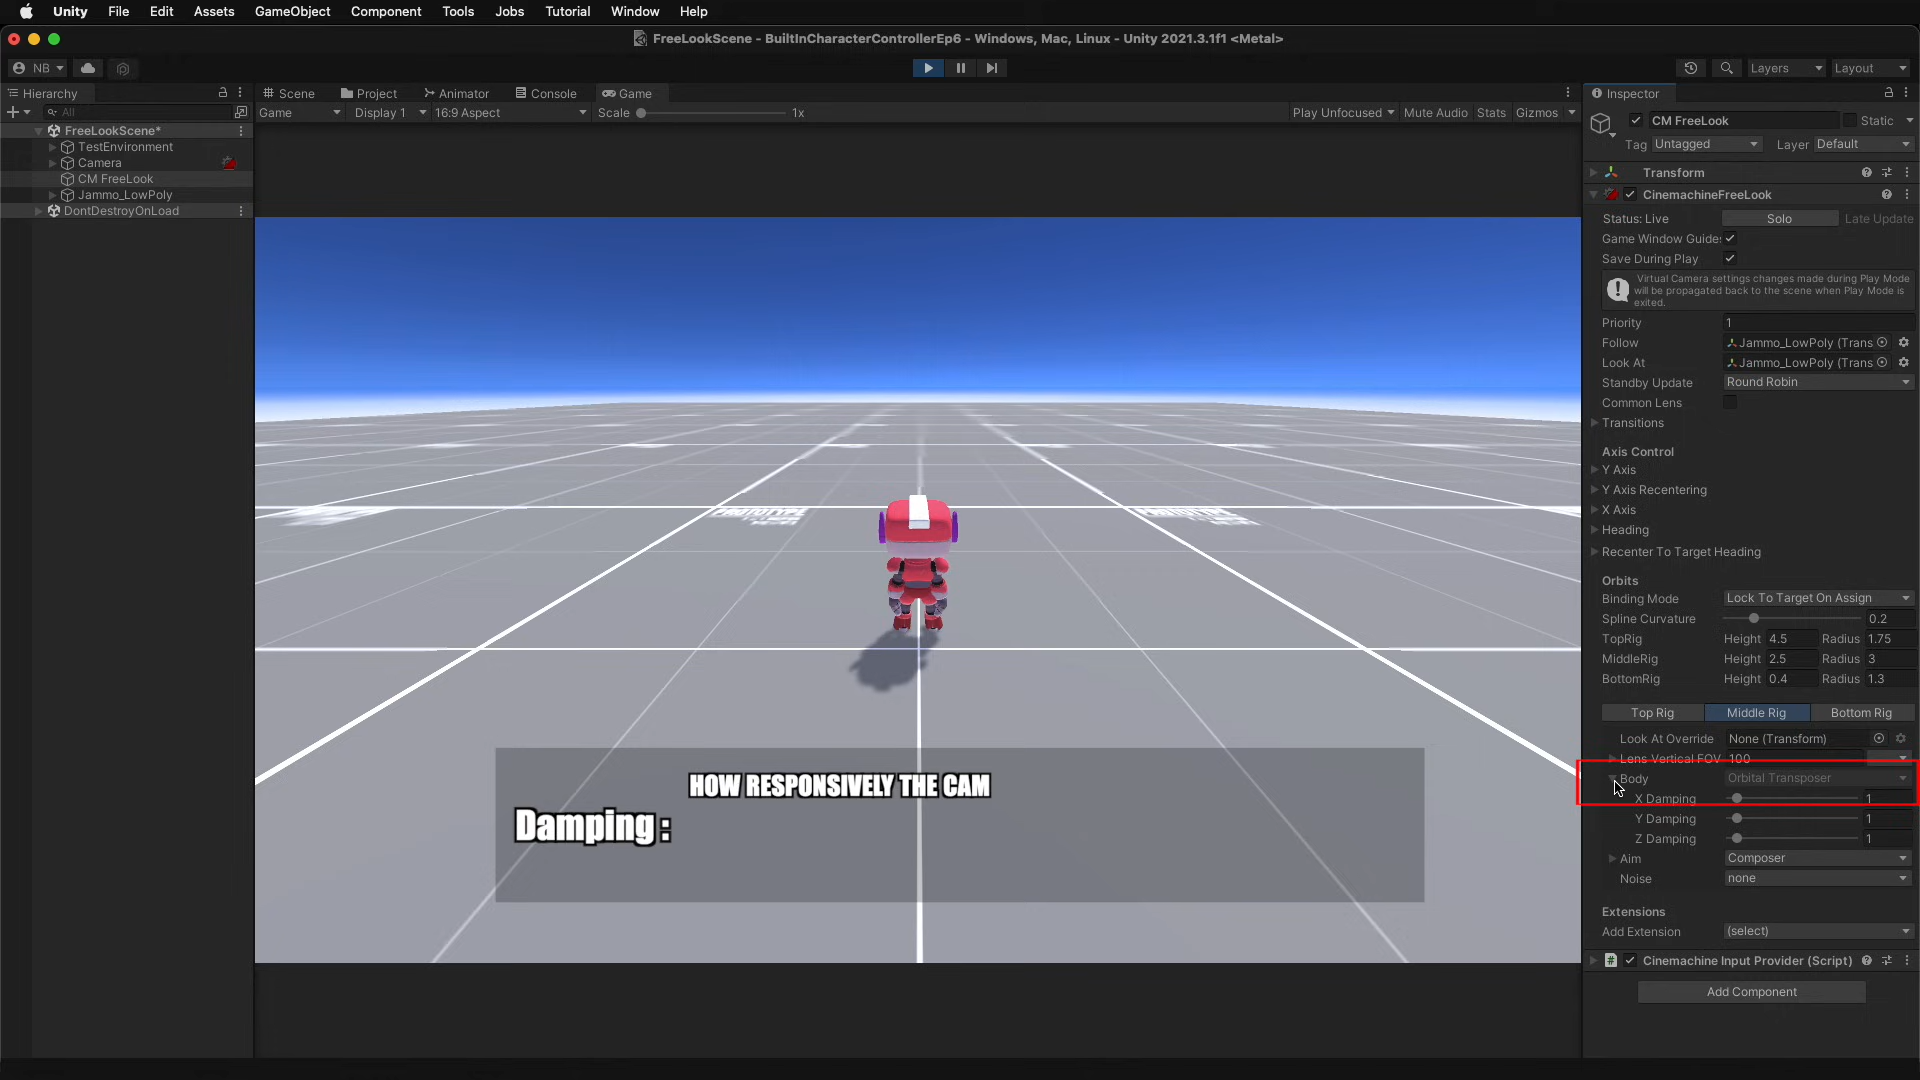 Unity File Edit Assets GameObject Component Tools Jobs Tutorial Window Help
FreeLookScene - BuiltInCharacterControllerEp6 - Windows, Mac, Linux - Unity 2021.3.1f1 <Metal>
NB
Layers Layout
Hierarchy
All
FreeLookScene*
TestEnvironment
Camera
CM FreeLook
Jammo_LowPoly
DontDestroyOnLoad
Scene Project Animator Console Game
Game Display 1 16:9 Aspect Scale 1x Play Unfocused Mute Audio Stats Gizmos
PROTOTYPE
PROTOTYPE
HOW RESPONSIVELY THE CAM
Damping :
Inspector
CM FreeLook Static
Tag Untagged Layer Default
Transform
CinemachineFreeLook
Status: Live Solo Late Update
Game Window Guides
Save During Play
Virtual Camera settings changes made during Play Mode
will be propagated back to the scene when Play Mode is
exited.
Priority 1
Follow Jammo_LowPoly (Trans
Look At Jammo_LowPoly (Trans
Standby Update Round Robin
Common Lens
Transitions
Axis Control
Y Axis
Y Axis Recentering
X Axis
Heading
Recenter To Target Heading
Orbits
Binding Mode Lock To Target On Assign
Spline Curvature 0.2
TopRig Height 4.5 Radius 1.75
MiddleRig Height 2.5 Radius 3
BottomRig Height 0.4 Radius 1.3
Top Rig Middle Rig Bottom Rig
Look At Override None (Transform)
Lens Vertical FOV 100
Body Orbital Transposer
X Damping 1
Y Damping 1
Z Damping 1
Aim Composer
Noise none
Extensions
Add Extension (select)
# Cinemachine Input Provider (Script)
Add Component